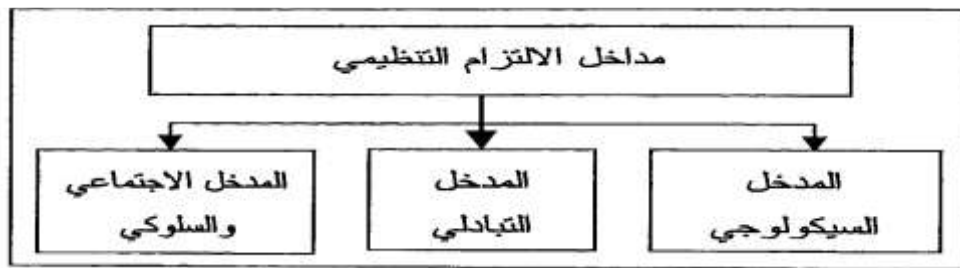 مداخل الالتزام التنظيمي
المدخل
السيكولوجي
المدخل
التبادلي
المدخل الاجتماعي
والسلوكي